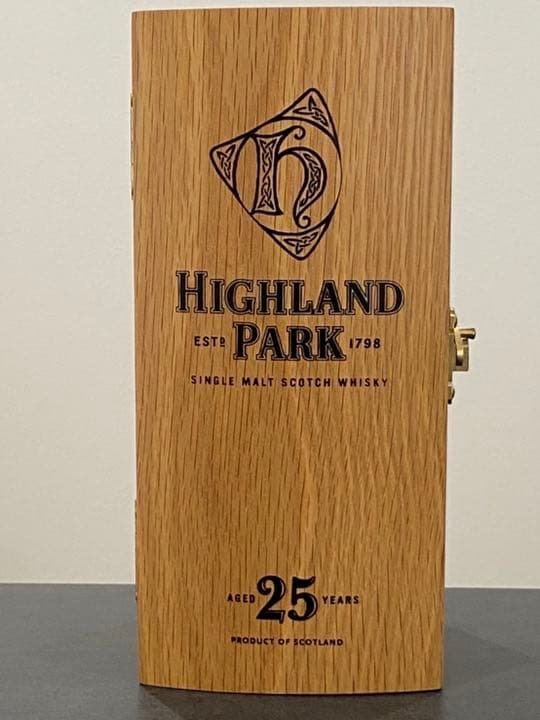 H
HIGHLAND
ESTD PARK 1798
SINGLE MALT SCOTCH WHISKY
AGED 25 YEARS
PRODUCT OF SCOTLAND